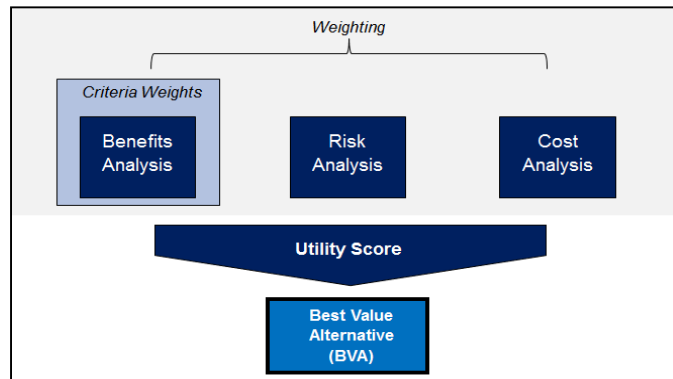 Weighting
Criteria Weights
Benefits
Analysis
Risk
Analysis
Cost
Analysis
Utility Score
Best Value
Alternative
(BVA)